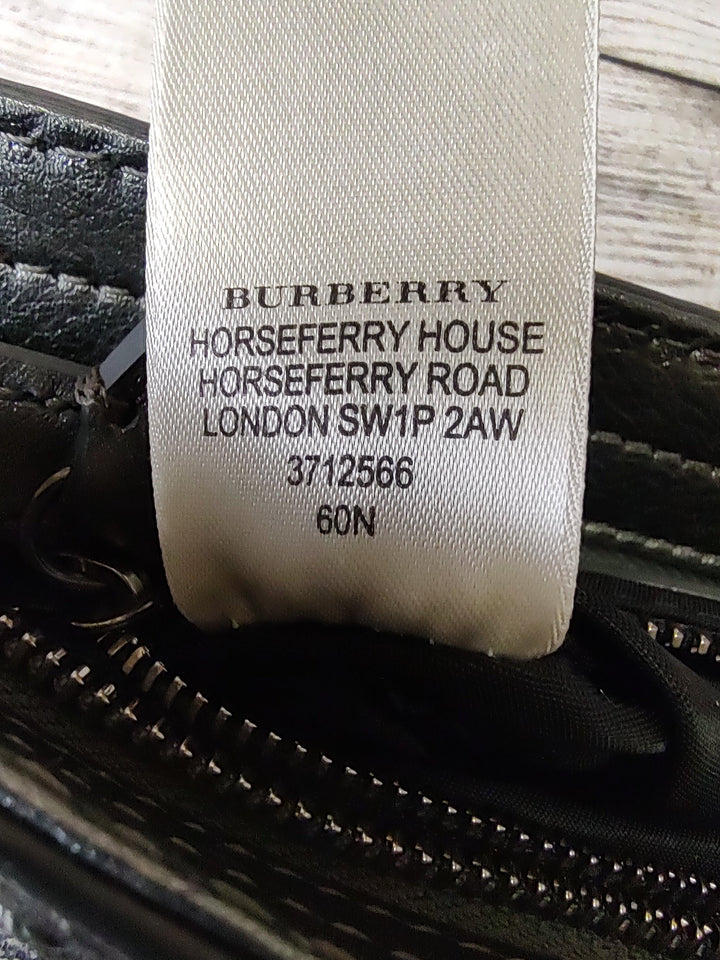 BURBERRY
HORSEFERRY HOUSE
HORSEFERRY ROAD
LONDON SW1P 2AW
3712566
60N